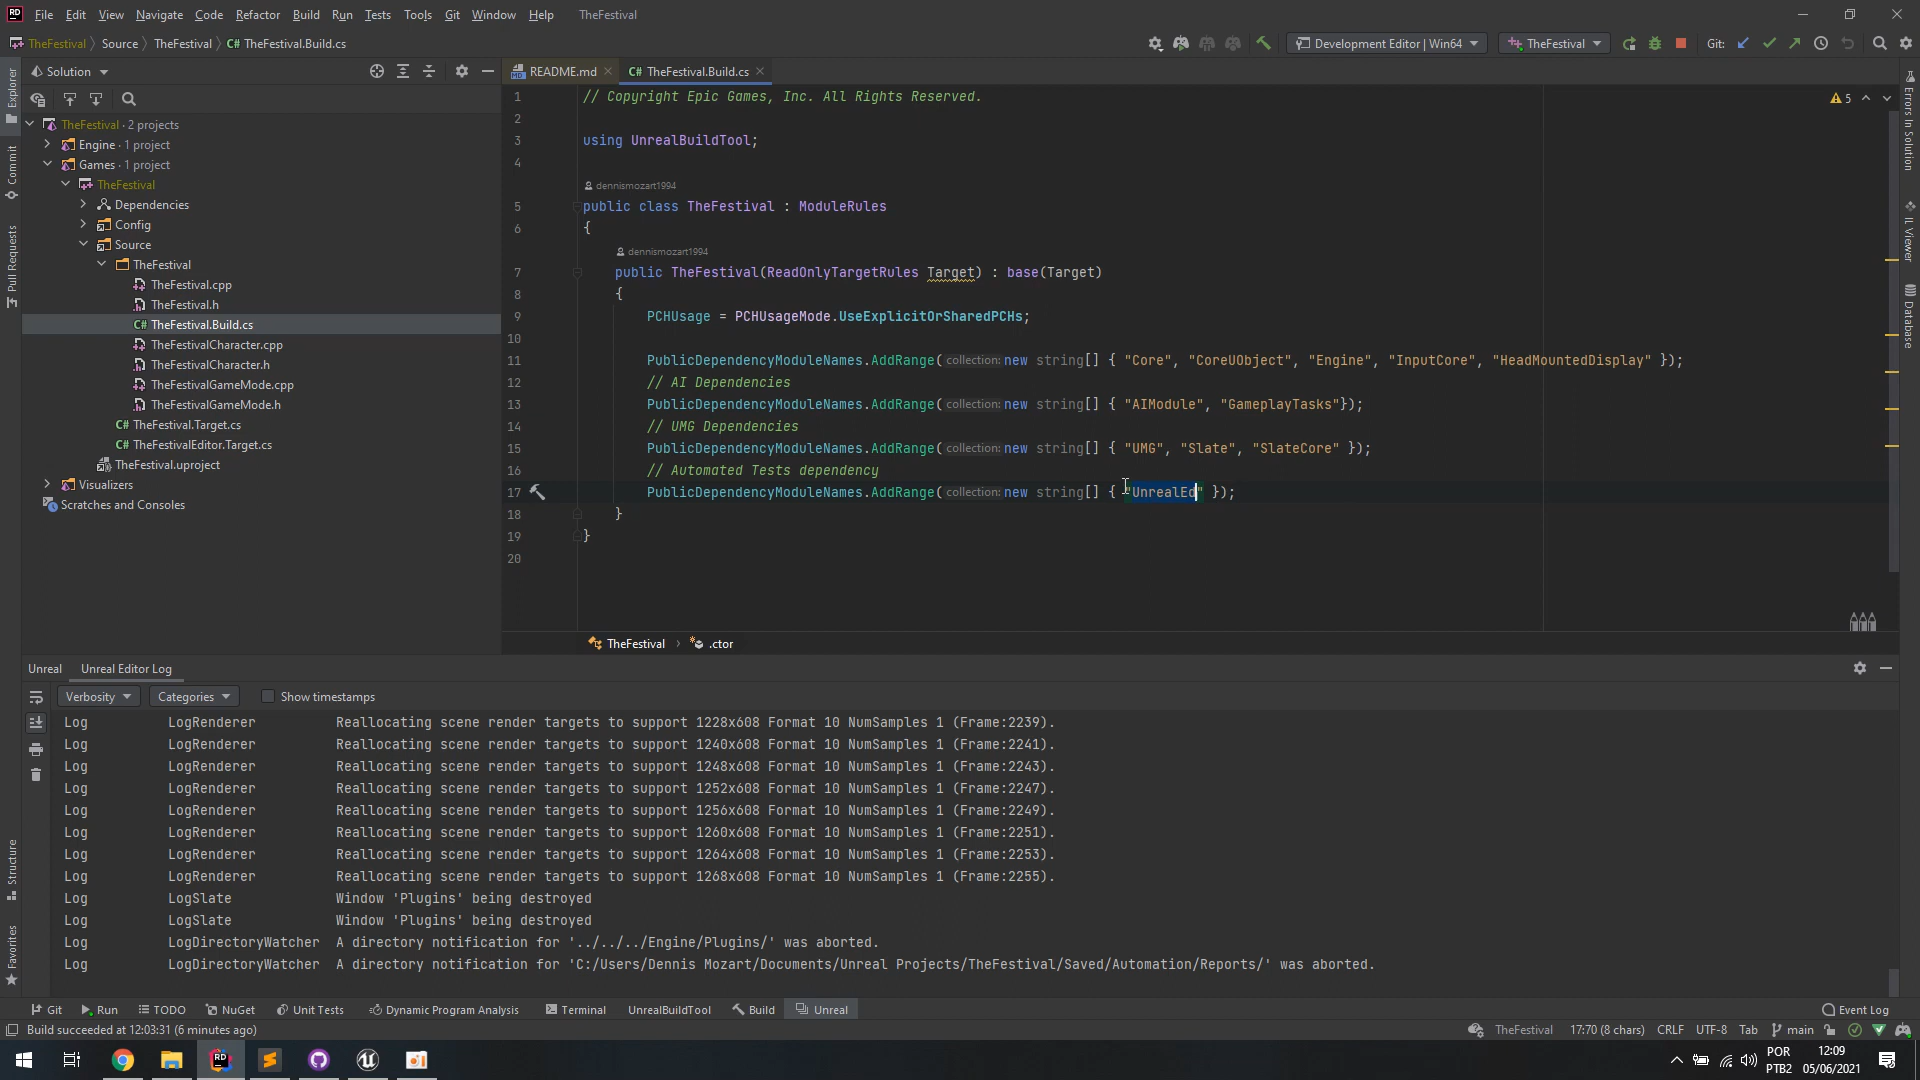 File Edit View Navigate Code Refactor Build Run Tests Tools Git Window Help TheFestival
TheFestival Source TheFestival C# TheFestival.Build.cs Development Editor | Win64 TheFestival Git:
Solution
README.md
C# TheFestival.Build.cs
TheFestival · 2 projects
Engine · 1 project
Games · 1 project
TheFestival
Dependencies
Config
Source
TheFestival
TheFestival.cpp
TheFestival.h
C# TheFestival.Build.cs
TheFestivalCharacter.cpp
TheFestivalCharacter.h
TheFestivalGameMode.cpp
TheFestivalGameMode.h
C# TheFestival.Target.cs
C# TheFestivalEditor.Target.cs
TheFestival.uproject
Visualizers
Scratches and Consoles
Explorer
Commit
Pull Requests
Structure
Favorites
1 // Copyright Epic Games, Inc. All Rights Reserved.
2
3 using UnrealBuildTool;
4
dennismozart1994
5 public class TheFestival : ModuleRules
6 {
dennismozart1994
7 public TheFestival(ReadOnlyTargetRules Target) : base(Target)
8 {
9 PCHUsage = PCHUsageMode.UseExplicitOrSharedPCHs;
10
11 PublicDependencyModuleNames.AddRange( collection: new string[] { "Core", "CoreUObject", "Engine", "InputCore", "HeadMountedDisplay" });
12 // AI Dependencies
13 PublicDependencyModuleNames.AddRange( collection: new string[] { "AIModule", "GameplayTasks"});
14 // UMG Dependencies
15 PublicDependencyModuleNames.AddRange( collection: new string[] { "UMG", "Slate", "SlateCore" });
16 // Automated Tests dependency
17 PublicDependencyModuleNames.AddRange( collection: new string[] { "UnrealEd" });
18 }
19 }
20
5
Errors In Solution
IL Viewer
Database
TheFestival .ctor
Unreal Unreal Editor Log
Verbosity Categories Show timestamps
Log LogRenderer Reallocating scene render targets to support 1228x608 Format 10 NumSamples 1 (Frame:2239).
Log LogRenderer Reallocating scene render targets to support 1240x608 Format 10 NumSamples 1 (Frame:2241).
Log LogRenderer Reallocating scene render targets to support 1248x608 Format 10 NumSamples 1 (Frame:2243).
Log LogRenderer Reallocating scene render targets to support 1252x608 Format 10 NumSamples 1 (Frame:2247).
Log LogRenderer Reallocating scene render targets to support 1256x608 Format 10 NumSamples 1 (Frame:2249).
Log LogRenderer Reallocating scene render targets to support 1260x608 Format 10 NumSamples 1 (Frame:2251).
Log LogRenderer Reallocating scene render targets to support 1264x608 Format 10 NumSamples 1 (Frame:2253).
Log LogRenderer Reallocating scene render targets to support 1268x608 Format 10 NumSamples 1 (Frame:2255).
Log LogSlate Window 'Plugins' being destroyed
Log LogSlate Window 'Plugins' being destroyed
Log LogDirectoryWatcher A directory notification for '../../../Engine/Plugins/' was aborted.
Log LogDirectoryWatcher A directory notification for 'C:/Users/Dennis Mozart/Documents/Unreal Projects/TheFestival/Saved/Automation/Reports/' was aborted.
Git Run TODO NuGet Unit Tests Dynamic Program Analysis Terminal UnrealBuildTool Build Unreal Event Log
Build succeeded at 12:03:31 (6 minutes ago) TheFestival 17:70 (8 chars) CRLF UTF-8 Tab main
POR
PTB2
12:09
05/06/2021